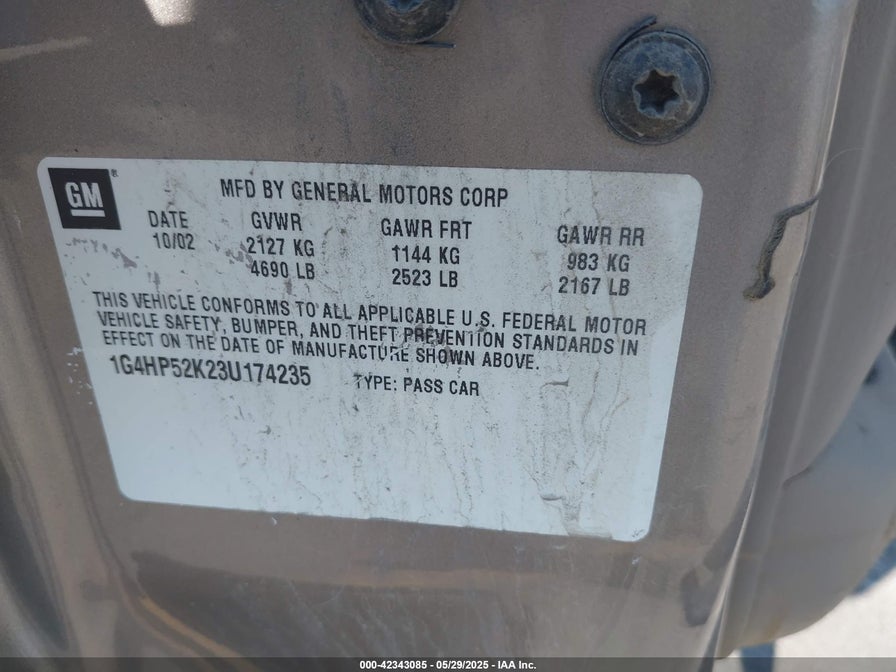 GM
MFD BY GENERAL MOTORS CORP
DATE GVWR GAWR FRT GAWR RR
10/02 2127 KG 1144 KG 983 KG
4690 LB 2523 LB 2167 LB
THIS VEHICLE CONFORMS TO ALL APPLICABLE U.S. FEDERAL MOTOR
VEHICLE SAFETY, BUMPER, AND THEFT PREVENTION STANDARDS IN
EFFECT ON THE DATE OF MANUFACTURE SHOWN ABOVE.
1G4HP52K23U174235 TYPE: PASS CAR
000-42343085 - 05/29/2025 - IAA Inc.